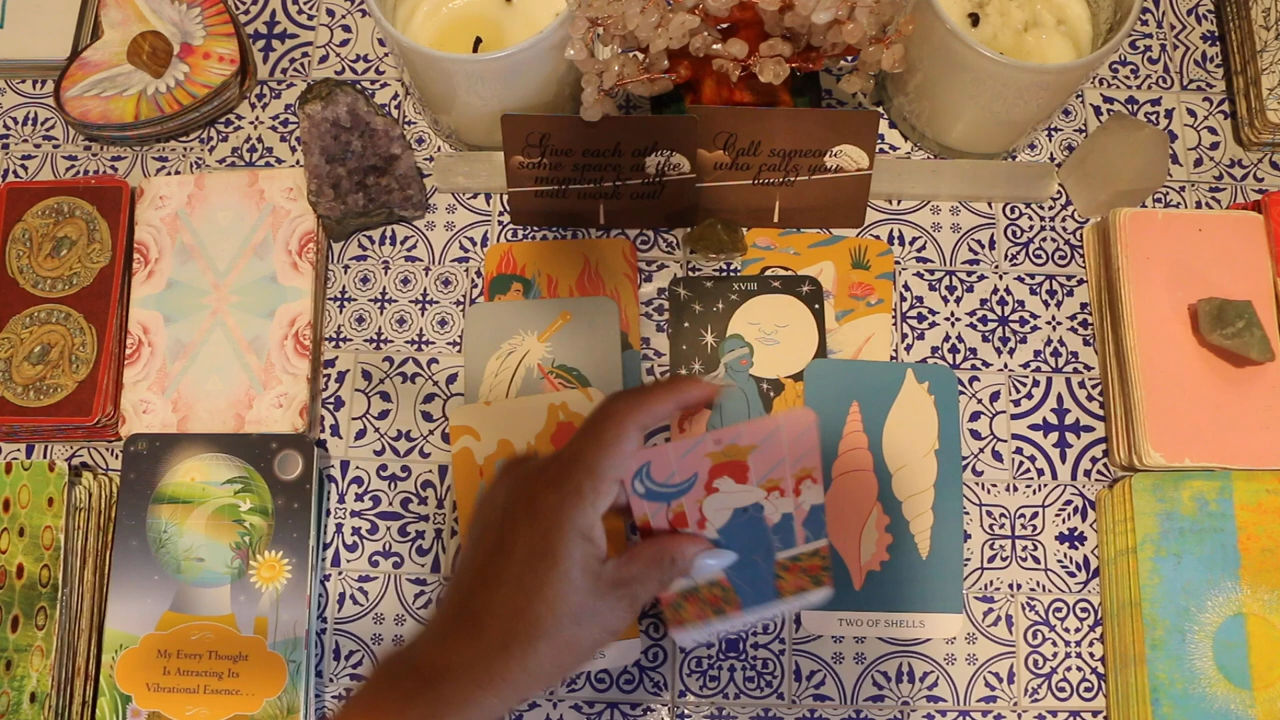 Give each other
some space at the
moment
will work out!
Call someone
who calls you
back!
XVIII
TWO OF SHELLS
ES
My Every Thought
Is Attracting Its
Vibrational Essence. . .